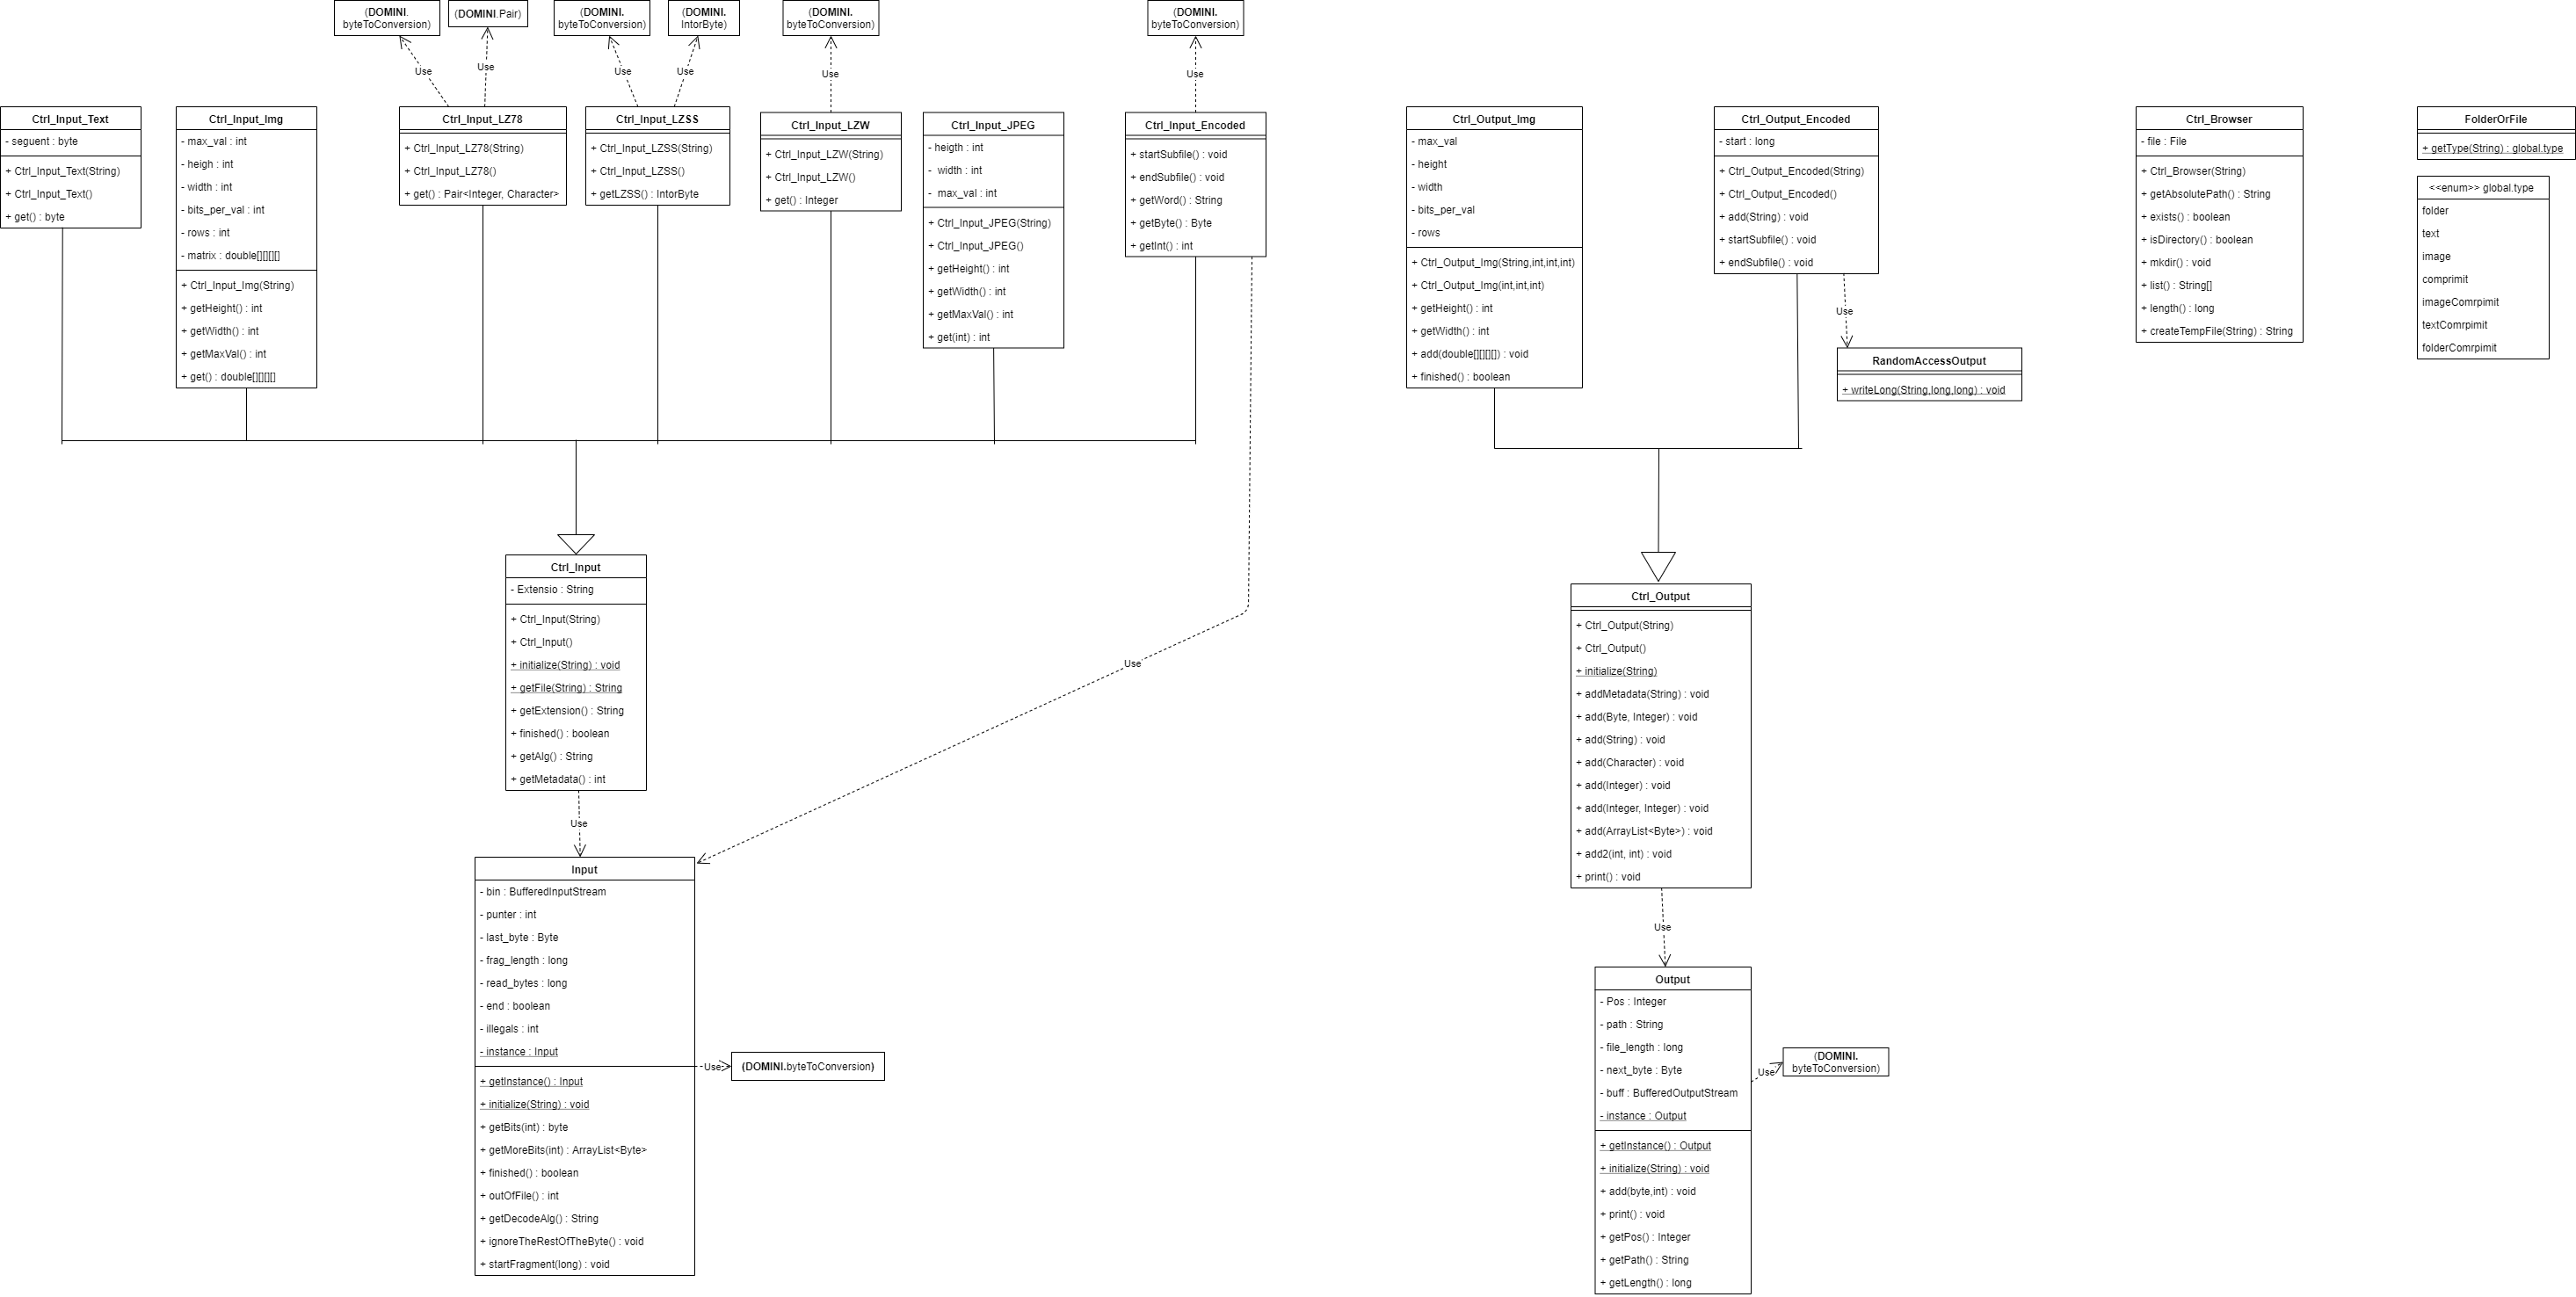 (DOMINI.
byteToConversion)
(DOMINI.Pair)
(DOMINI.
byteToConversion)
(DOMINI.
IntorByte)
(DOMINI.
byteToConversion)
(DOMINI.
byteToConversion)
Use
Use
Use
Use
Use
Use
Ctrl_Input_Text
- seguent : byte
+ Ctrl_Input_Text(String)
+ Ctrl_Input_Text()
+ get() : byte
Ctrl_Input_Img
- max_val : int
- heigh : int
- width : int
- bits_per_val : int
- rows : int
- matrix : double[][][][]
+ Ctrl_Input_Img(String)
+ getHeight() : int
+ getWidth() : int
+ getMaxVal() : int
+ get() : double[][][][]
Ctrl_Input_LZ78
+ Ctrl_Input_LZ78(String)
+ Ctrl_Input_LZ78()
+ get() : Pair<Integer, Character>
Ctrl_Input_LZSS
+ Ctrl_Input_LZSS(String)
+ Ctrl_Input_LZSS()
+ getLZSS() : IntorByte
Ctrl_Input_LZW
+ Ctrl_Input_LZW(String)
+ Ctrl_Input_LZW()
+ get() : Integer
Ctrl_Input_JPEG
- heigth : int
- width : int
- max_val : int
+ Ctrl_Input_JPEG(String)
+ Ctrl_Input_JPEG()
+ getHeight() : int
+ getWidth() : int
+ getMaxVal() : int
+ get(int) : int
Ctrl_Input_Encoded
+ startSubfile() : void
+ endSubfile() : void
+ getWord() : String
+ getByte() : Byte
+ getInt() : int
Ctrl_Output_Img
- max_val
- height
- width
- bits_per_val
- rows
+ Ctrl_Output_Img(String,int,int,int)
+ Ctrl_Output_Img(int,int,int)
+ getHeight() : int
+ getWidth() : int
+ add(double[][][][]) : void
+ finished() : boolean
Ctrl_Output_Encoded
- start : long
+ Ctrl_Output_Encoded(String)
+ Ctrl_Output_Encoded()
+ add(String) : void
+ startSubfile() : void
+ endSubfile() : void
Use
RandomAccessOutput
+ writeLong(String,long,long) : void
Ctrl_Browser
- file : File
+ Ctrl_Browser(String)
+ getAbsolutePath() : String
+ exists() : boolean
+ isDirectory() : boolean
+ mkdir() : void
+ list() : String[]
+ length() : long
+ createTempFile(String) : String
FolderOrFile
+ getType(String) : global.type
<<enum>> global.type
folder
text
image
comprimit
imageComrpimit
textComrpimit
folderComrpimit
Ctrl_Input
- Extensio : String
+ Ctrl_Input(String)
+ Ctrl_Input()
+ initialize(String) : void
+ getFile(String) : String
+ getExtension() : String
+ finished() : boolean
+ getAlg() : String
+ getMetadata() : int
Use
Use
Input
- bin : BufferedInputStream
- punter : int
- last_byte : Byte
- frag_length : long
- read_bytes : long
- end : boolean
- illegals : int
- instance : Input
+ getInstance() : Input
+ initialize(String) : void
+ getBits(int) : byte
+ getMoreBits(int) : ArrayList<Byte>
+ finished() : boolean
+ outOfFile() : int
+ getDecodeAlg() : String
+ ignoreTheRestOfTheByte() : void
+ startFragment(long) : void
Use
(DOMINI.byteToConversion)
Ctrl_Output
+ Ctrl_Output(String)
+ Ctrl_Output()
+ initialize(String)
+ addMetadata(String) : void
+ add(Byte, Integer) : void
+ add(String) : void
+ add(Character) : void
+ add(Integer) : void
+ add(Integer, Integer) : void
+ add(ArrayList<Byte>) : void
+ add2(int, int) : void
+ print() : void
Use
Output
- Pos : Integer
- path : String
- file_length : long
- next_byte : Byte
- buff : BufferedOutputStream
- instance : Output
+ getInstance() : Output
+ initialize(String) : void
+ add(byte,int) : void
+ print() : void
+ getPos() : Integer
+ getPath() : String
+ getLength() : long
Use
(DOMINI.
byteToConversion)